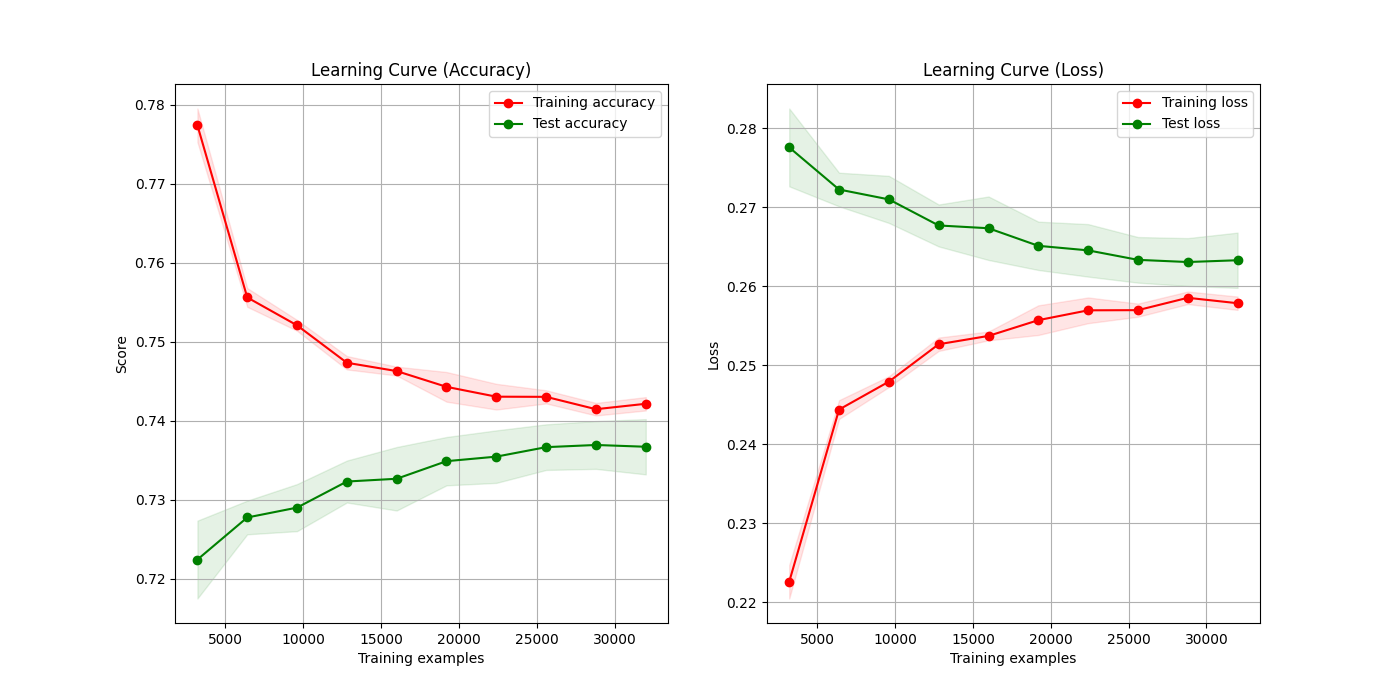 Learning Curve (Accuracy)
Training accuracy
Test accuracy
0.78
0.77
0.76
0.75
0.74
0.73
0.72
Score
5000 10000 15000 20000 25000 30000
Training examples
Learning Curve (Loss)
Training loss
Test loss
0.28
0.27
0.26
0.25
0.24
0.23
0.22
Loss
5000 10000 15000 20000 25000 30000
Training examples